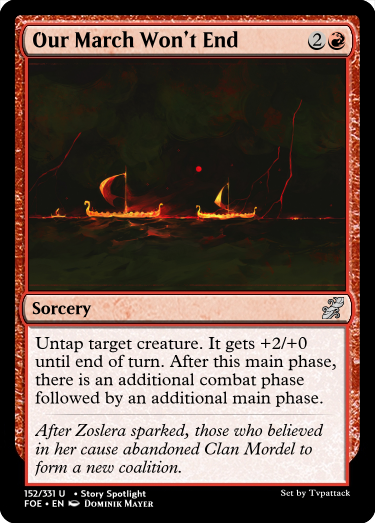 Our March Won't End 2
Sorcery
Untap target creature. It gets +2/+0
until end of turn. After this main phase,
there is an additional combat phase
followed by an additional main phase.
After Zoslera sparked, those who believed
in her cause abandoned Clan Mordel to
form a new coalition.
152/331 U • Story Spotlight
FOE • EN Dominik Mayer
Set by Tvpattack